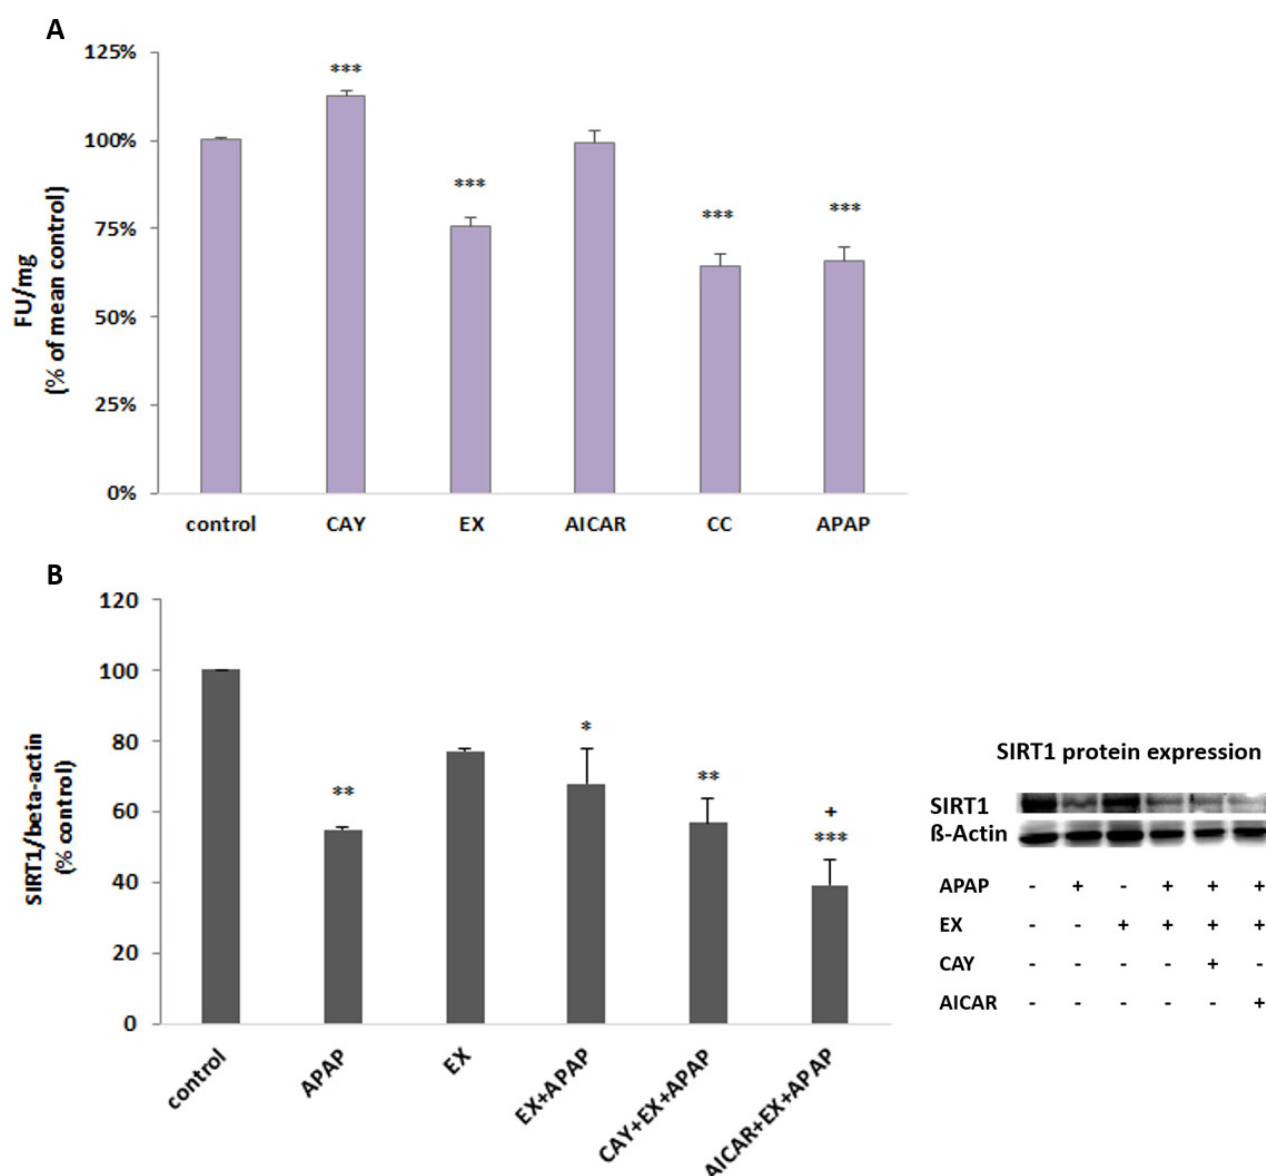 A
125%
***
100%
***
***
***
75%
50%
25%
0%
FU/mg
(% of mean control)
control CAY EX AICAR CC APAP
B
120
100
80
60
40
20
0
SIRT1/beta-actin
(% control)
**
*
**
+
***
control
APAP
EX
EX+APAP
CAY+EX+APAP
AICAR+EX+APAP
SIRT1 protein expression
SIRT1
ß-Actin
APAP - + - + + +
EX - - + + + +
CAY - - - - + -
AICAR - - - - - +